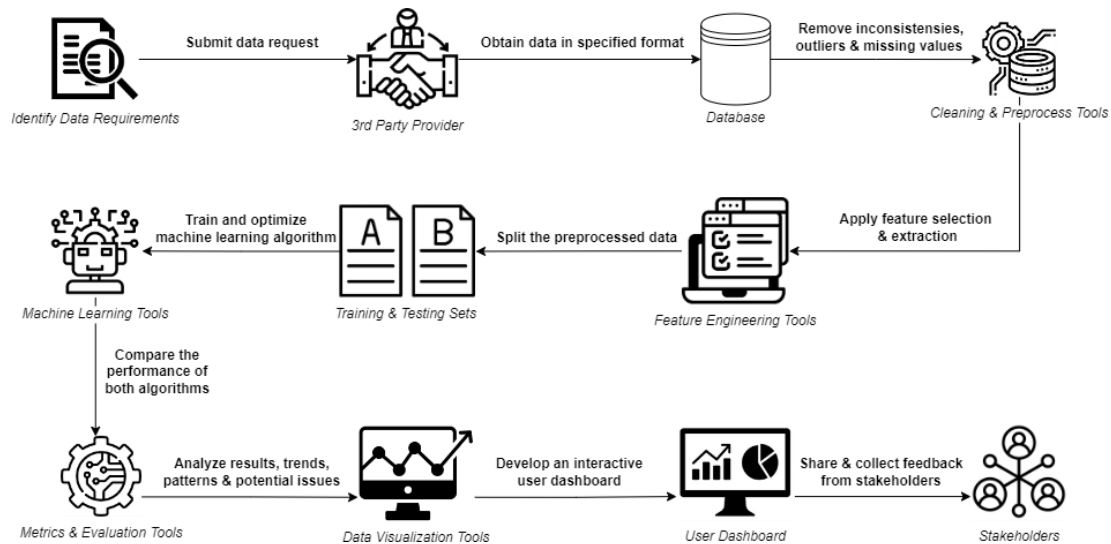 Submit data request
Obtain data in specified format
Remove inconsistensies,
outliers & missing values
Identify Data Requirements
3rd Party Provider
Database
Cleaning & Preprocess Tools
Train and optimize
machine learning algorithm
A
B
Split the preprocessed data
Apply feature selection
& extraction
Machine Learning Tools
Training & Testing Sets
Feature Engineering Tools
Compare the
performance of
both algorithms
Analyze results, trends,
patterns & potential issues
Develop an interactive
user dashboard
Share & collect feedback
from stakeholders
Metrics & Evaluation Tools
Data Visualization Tools
User Dashboard
Stakeholders